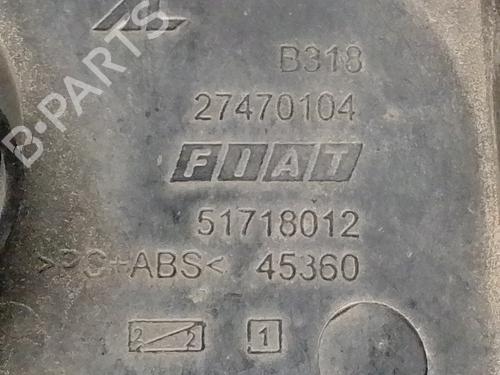 B-PARTS
B318
27470104
FIAT
51718012
>PC+ABS< 45360
2/2 1